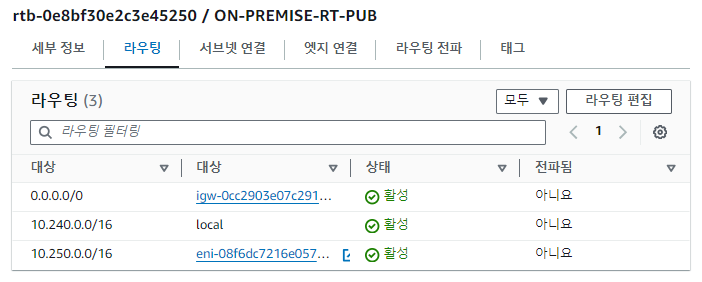 rtb-0e8bf30e2c3e45250 / ON-PREMISE-RT-PUB
세부 정보 라우팅 서브넷 연결 엣지 연결 라우팅 전파 태그
라우팅 (3)
모두 라우팅 편집
라우팅 필터링
1
대상 대상 상태 전파됨
0.0.0.0/0 igw-0cc2903e07c291... 활성 아니요
10.240.0.0/16 local 활성 아니요
10.250.0.0/16 eni-08f6dc7216e057... 활성 아니요